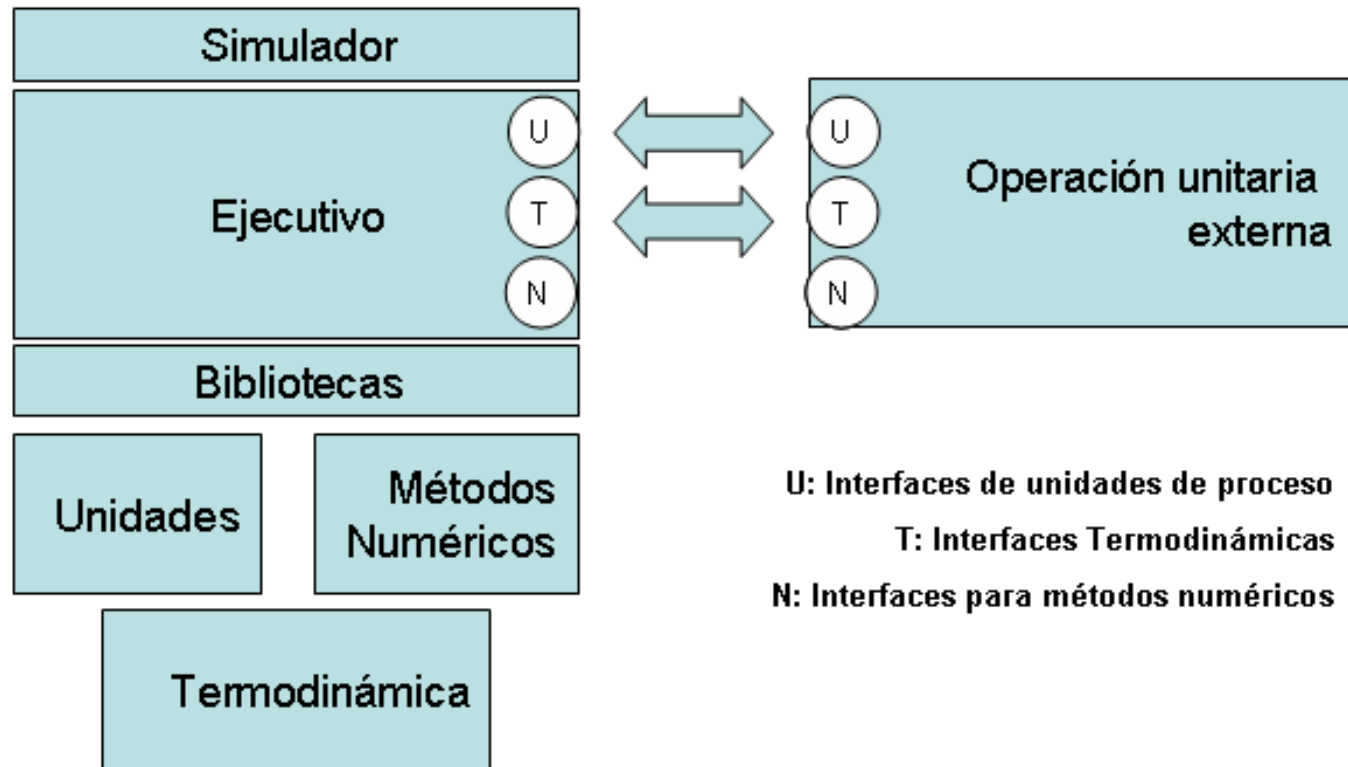 Simulador
Ejecutivo
U
T
N
U
T
N
Operación unitaria
externa
Bibliotecas
Unidades
Métodos
Numéricos
Termodinámica
U: Interfaces de unidades de proceso
T: Interfaces Termodinámicas
N: Interfaces para métodos numéricos